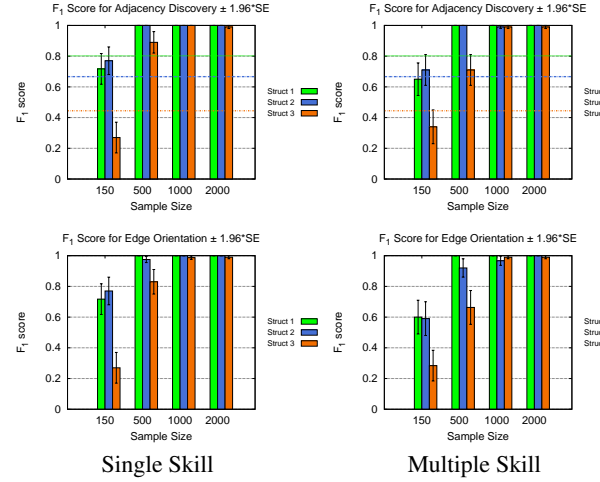 F1 Score for Adjacency Discovery ± 1.96*SE
F1 score
1
0.8
0.6
0.4
0.2
0
150 500 1000 2000
Sample Size
Struct 1
Struct 2
Struct 3
F1 Score for Adjacency Discovery ± 1.96*SE
F1 score
1
0.8
0.6
0.4
0.2
0
150 500 1000 2000
Sample Size
Struc
Struc
Struc
F1 Score for Edge Orientation ± 1.96*SE
F1 score
1
0.8
0.6
0.4
0.2
0
150 500 1000 2000
Sample Size
Struct 1
Struct 2
Struct 3
F1 Score for Edge Orientation ± 1.96*SE
F1 score
1
0.8
0.6
0.4
0.2
0
150 500 1000 2000
Sample Size
Struc
Struc
Struc
Single Skill
Multiple Skill